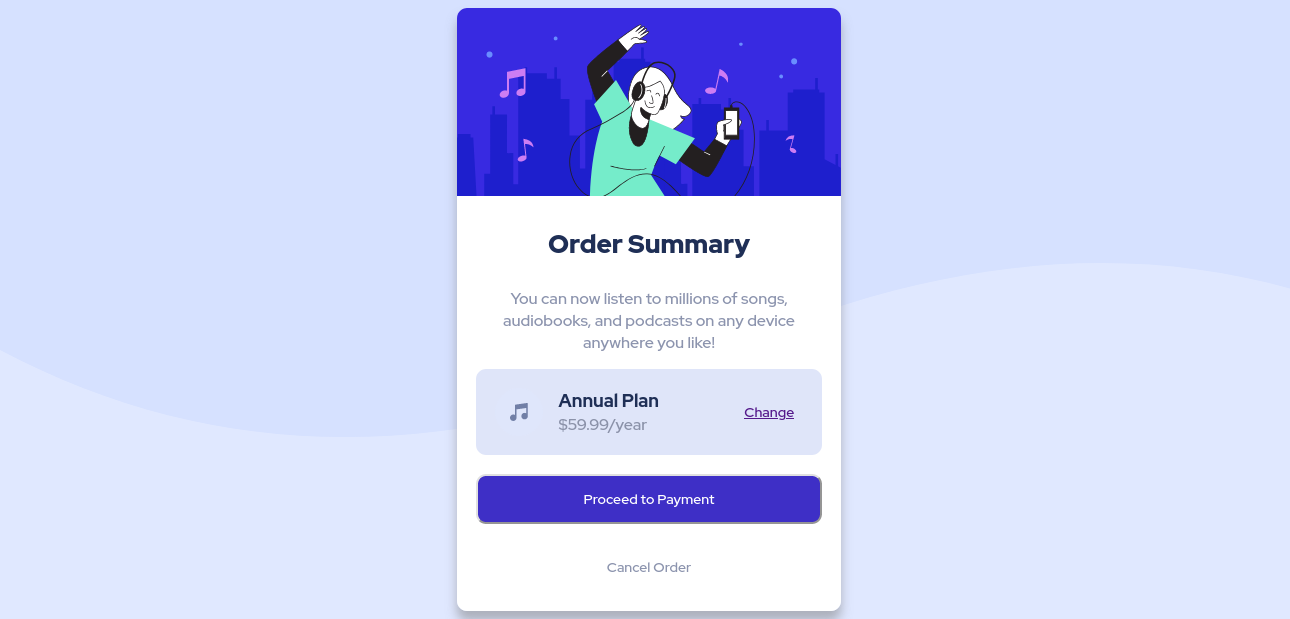 Order Summary
You can now listen to millions of songs,
audiobooks, and podcasts on any device
anywhere you like!
Annual Plan
$59.99/year
Change
Proceed to Payment
Cancel Order